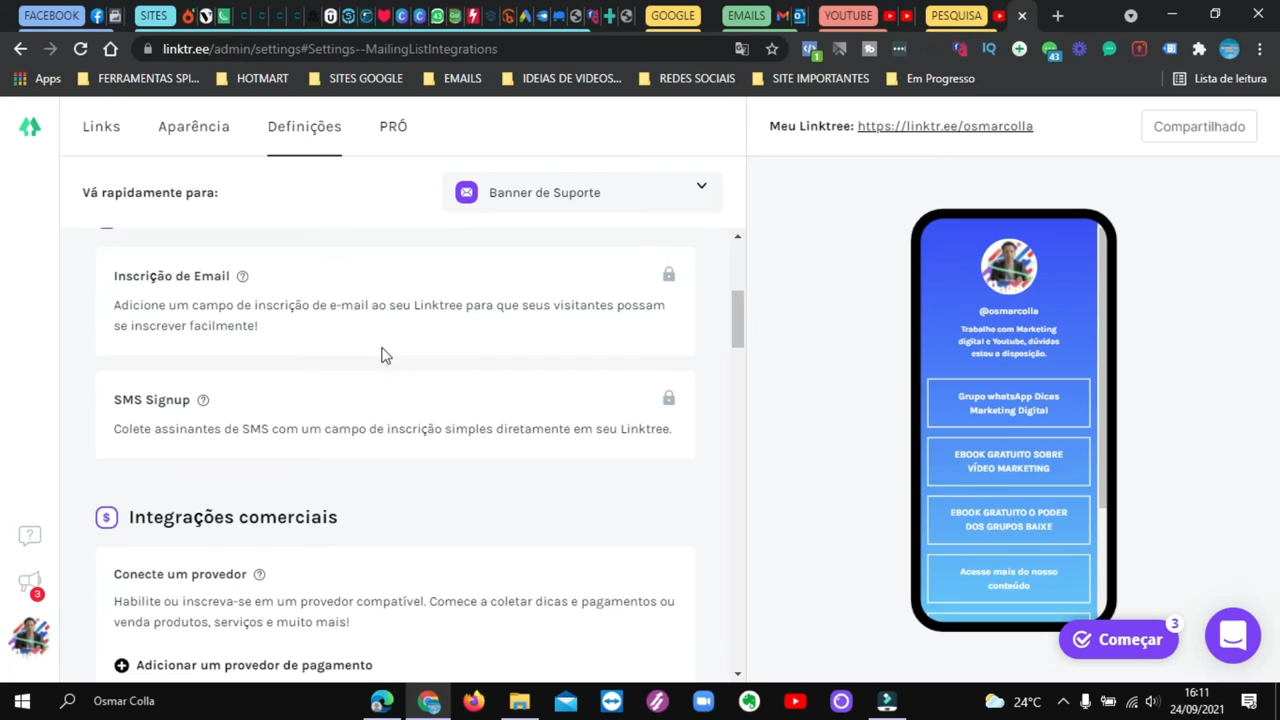 FACEBOOK
SITES
GOOGLE
EMAILS
YOUTUBE
PESQUISA
linktr.ee/admin/settings#Settings--MailingListIntegrations
1
43
Apps
FERRAMENTAS SPI...
HOTMART
SITES GOOGLE
EMAILS
IDEIAS DE VIDEOS...
REDES SOCIAIS
SITE IMPORTANTES
Em Progresso
Lista de leitura
Links
Aparência
Definições
PRÓ
Meu Linktree: https://linktr.ee/osmarcolla
Compartilhado
Vá rapidamente para:
Banner de Suporte
Inscrição de Email
Adicione um campo de inscrição de e-mail ao seu Linktree para que seus visitantes possam
se inscrever facilmente!
SMS Signup
Colete assinantes de SMS com um campo de inscrição simples diretamente em seu Linktree.
Integrações comerciais
Conecte um provedor
Habilite ou inscreva-se em um provedor compatível. Comece a coletar dicas e pagamentos ou
venda produtos, serviços e muito mais!
Adicionar um provedor de pagamento
3
@osmarcolla
Trabalho com Marketing
digital e Youtube, dúvidas
estou a disposição.
Grupo whatsApp Dicas
Marketing Digital
EBOOK GRATUITO SOBRE
VÍDEO MARKETING
EBOOK GRATUITO O PODER
DOS GRUPOS BAIXE
Acesse mais do nosso
conteúdo
Começar
3
Osmar Colla
24°C
16:11
24/09/2021